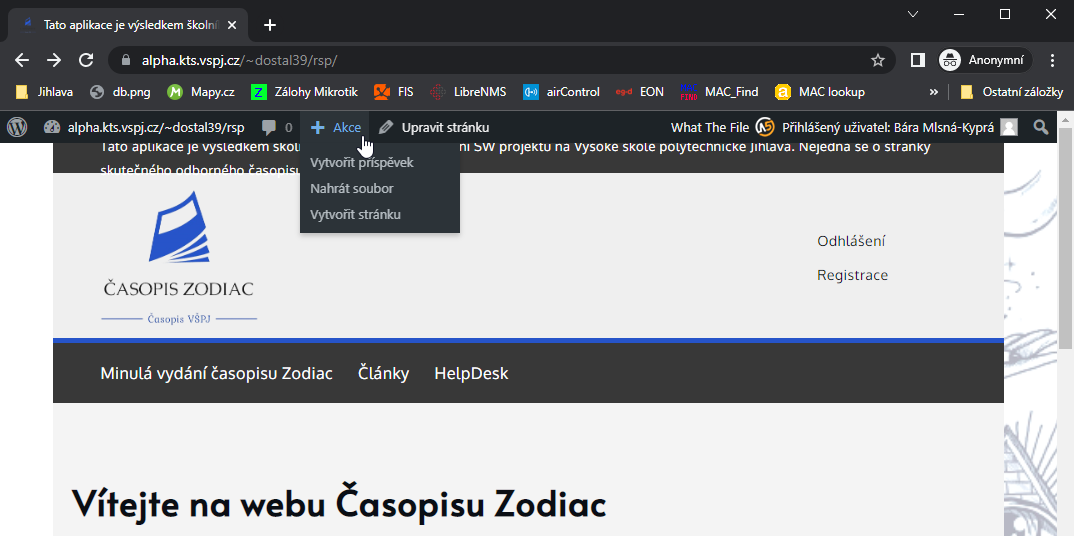 Tato aplikace je výsledkem školní
alpha.kts.vspj.cz/~dostal39/rsp/
Anonymní
Jihlava
db.png
Mapy.cz
Zálohy Mikrotik
FIS
LibreNMS
airControl
eg-d
EON
MAC FIND
MAC_Find
MAC lookup
»
Ostatní záložky
alpha.kts.vspj.cz/~dostal39/rsp
0
Akce
Upravit stránku
What The File
Přihlášený uživatel: Bára Mlsná-Kyprá
Tato aplikace je výsledkem škol
ní SW projektu na Vysoké škole polytechnické Jihlava. Nejedná se o stránky
skutečného odborného časopisu
Vytvořit příspěvek
Nahrát soubor
Vytvořit stránku
Odhlášení
Registrace
ČASOPIS ZODIAC
Časopis VŠPJ
Minulá vydání časopisu Zodiac
Články
HelpDesk
Vítejte na webu Časopisu Zodiac